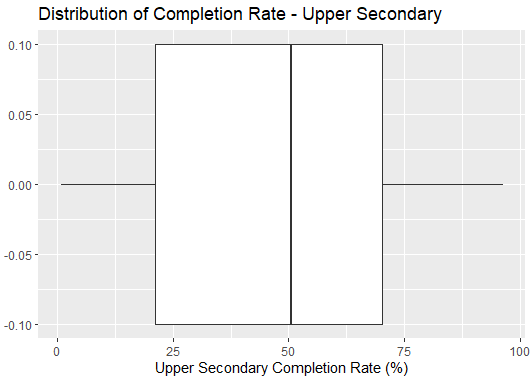 Distribution of Completion Rate - Upper Secondary
0.10
0.05
0.00
-0.05
-0.10
0 25 50 75 100
Upper Secondary Completion Rate (%)